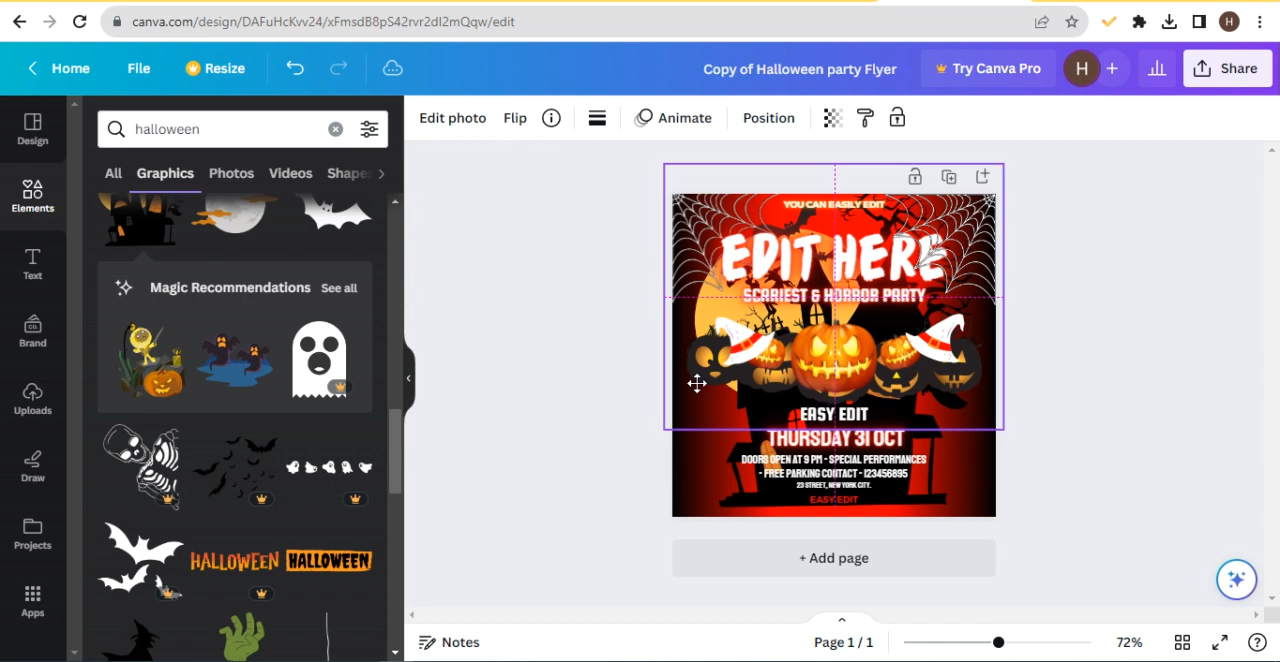 canva.com/design/DAFuHcKvv24/xFmsdB8pS42rvr2dl2mQqw/edit
H
Home
File
Resize
Copy of Halloween party Flyer
H
Try Canva Pro
Share
Design
Elements
Text
Brand
Uploads
Draw
Projects
Apps
halloween
All
Graphics
Photos
Videos
Shape
Magic Recommendations
See all
HALLOWEEN
HALLOWEEN
Edit photo
Flip
Animate
Position
YOU CAN EASILY EDIT
EDIT HERE
SCARIEST & HORROR PARTY
EASY EDIT
THURSDAY 31 OCT
DOORS OPEN AT 9 PM - SPECIAL PERFORMANCES
- FREE PARKING CONTACT - 123456895
23 STREET, NEW YORK CITY.
EASY EDIT
+ Add page
Notes
Page 1 / 1
72%